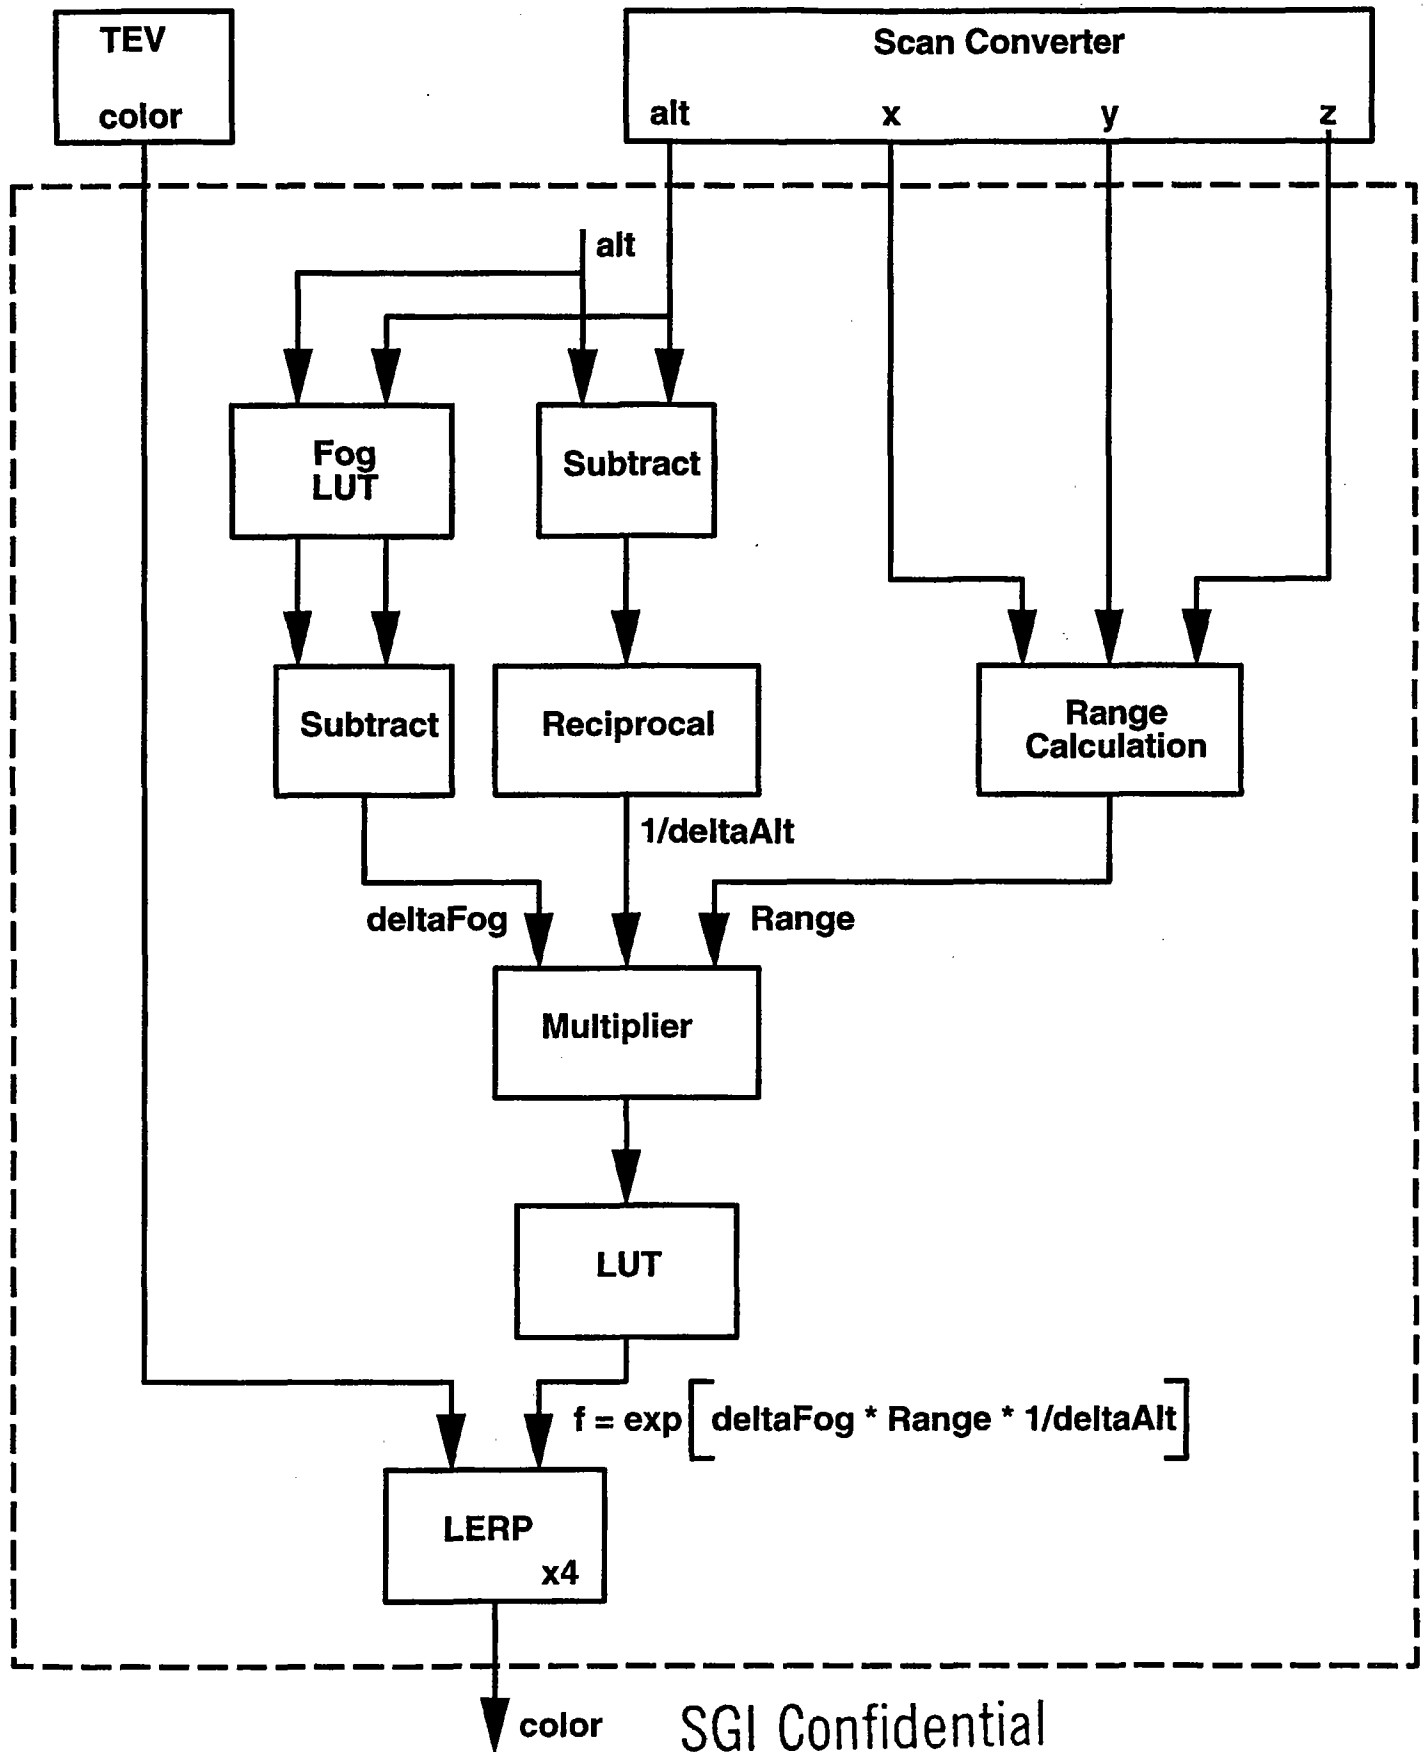 TEV
color
Scan Converter
alt x y z
alt
Fog
LUT
Subtract
Subtract
Reciprocal
Range
Calculation
1/deltaAlt
deltaFog
Range
Multiplier
LUT
f = exp[ deltaFog * Range * 1/deltaAlt ]
LERP
x4
color
SGI Confidential